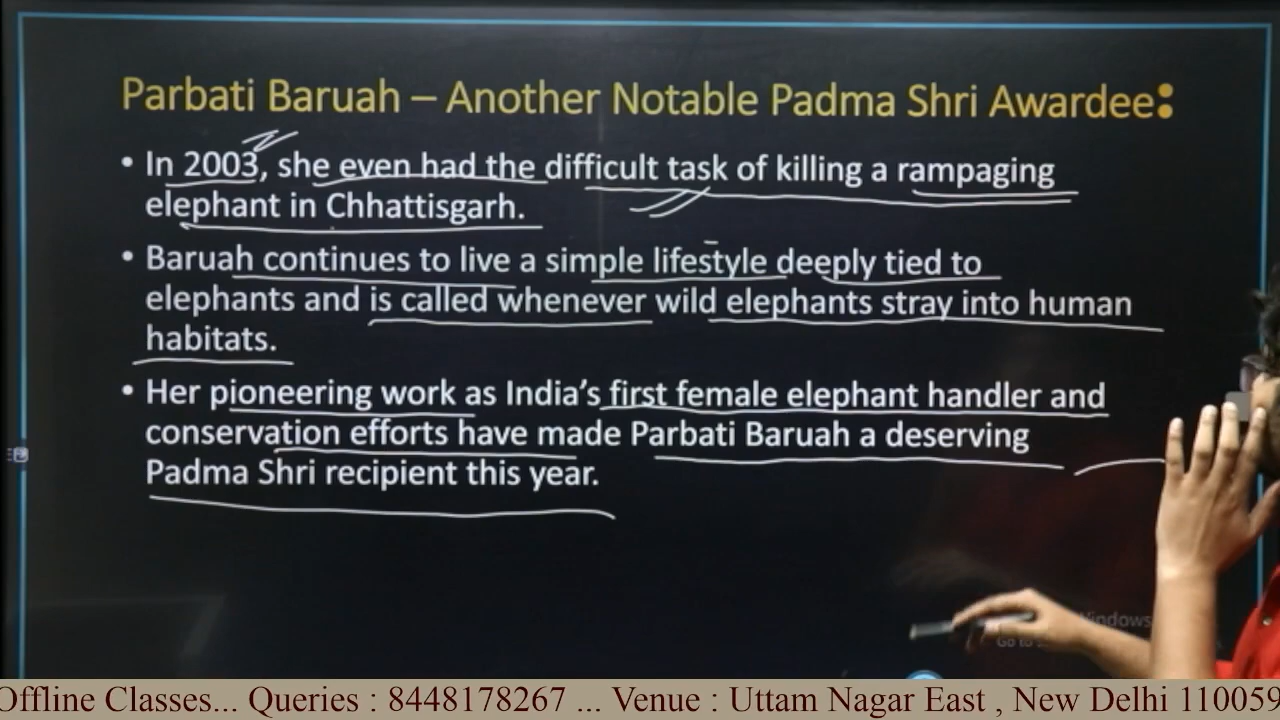 Parbati Baruah – Another Notable Padma Shri Awardee:
• In 2003, she even had the difficult task of killing a rampaging
elephant in Chhattisgarh.
• Baruah continues to live a simple lifestyle deeply tied to
elephants and is called whenever wild elephants stray into human
habitats.
• Her pioneering work as India's first female elephant handler and
conservation efforts have made Parbati Baruah a deserving
Padma Shri recipient this year.
Windows
Go to
Offline Classes... Queries : 8448178267 ... Venue : Uttam Nagar East , New Delhi 110059